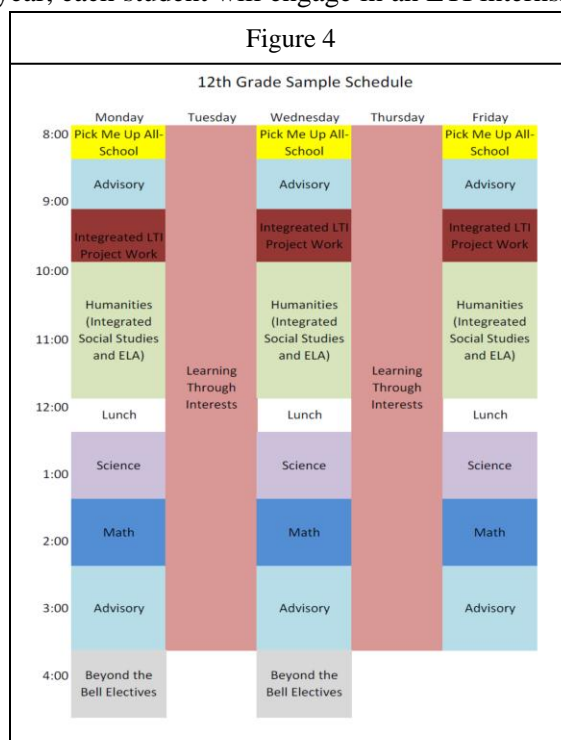 year, each student will engage in an LTI
Figure 4
12th Grade Sample Schedule
Monday Tuesday Wednesday Thursday Friday
8:00
Pick Me Up All-
School
Pick Me Up All-
School
Pick Me Up All-
School
Advisory Advisory Advisory
9:00
Integreated LTI
Project Work
Integrated LTI
Project Work
Integrated LTI
Project Work
10:00
Humanities
(Integrated
Social Studies
and ELA)
Humanities
(Integrated
Social Studies
and ELA)
Humanities
(Integreated
Social Studies
and ELA)
11:00
Learning
Through
Interests
Learning
Through
Interests
12:00
Lunch Lunch Lunch
Science Science Science
1:00
Math Math Math
2:00
3:00 Advisory Advisory Advisory
4:00
Beyond the
Bell Electives
Beyond the
Bell Electives